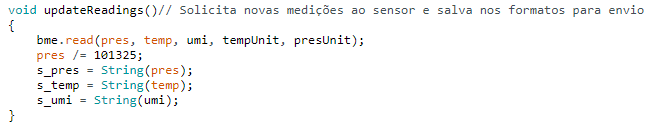 void updateReadings()// Solicita novas medições ao sensor e salva nos formatos para envio
{
    bme.read(pres, temp, umi, tempUnit, presUnit);
    pres /= 101325;
    s_pres = String(pres);
    s_temp = String(temp);
    s_umi = String(umi);
}